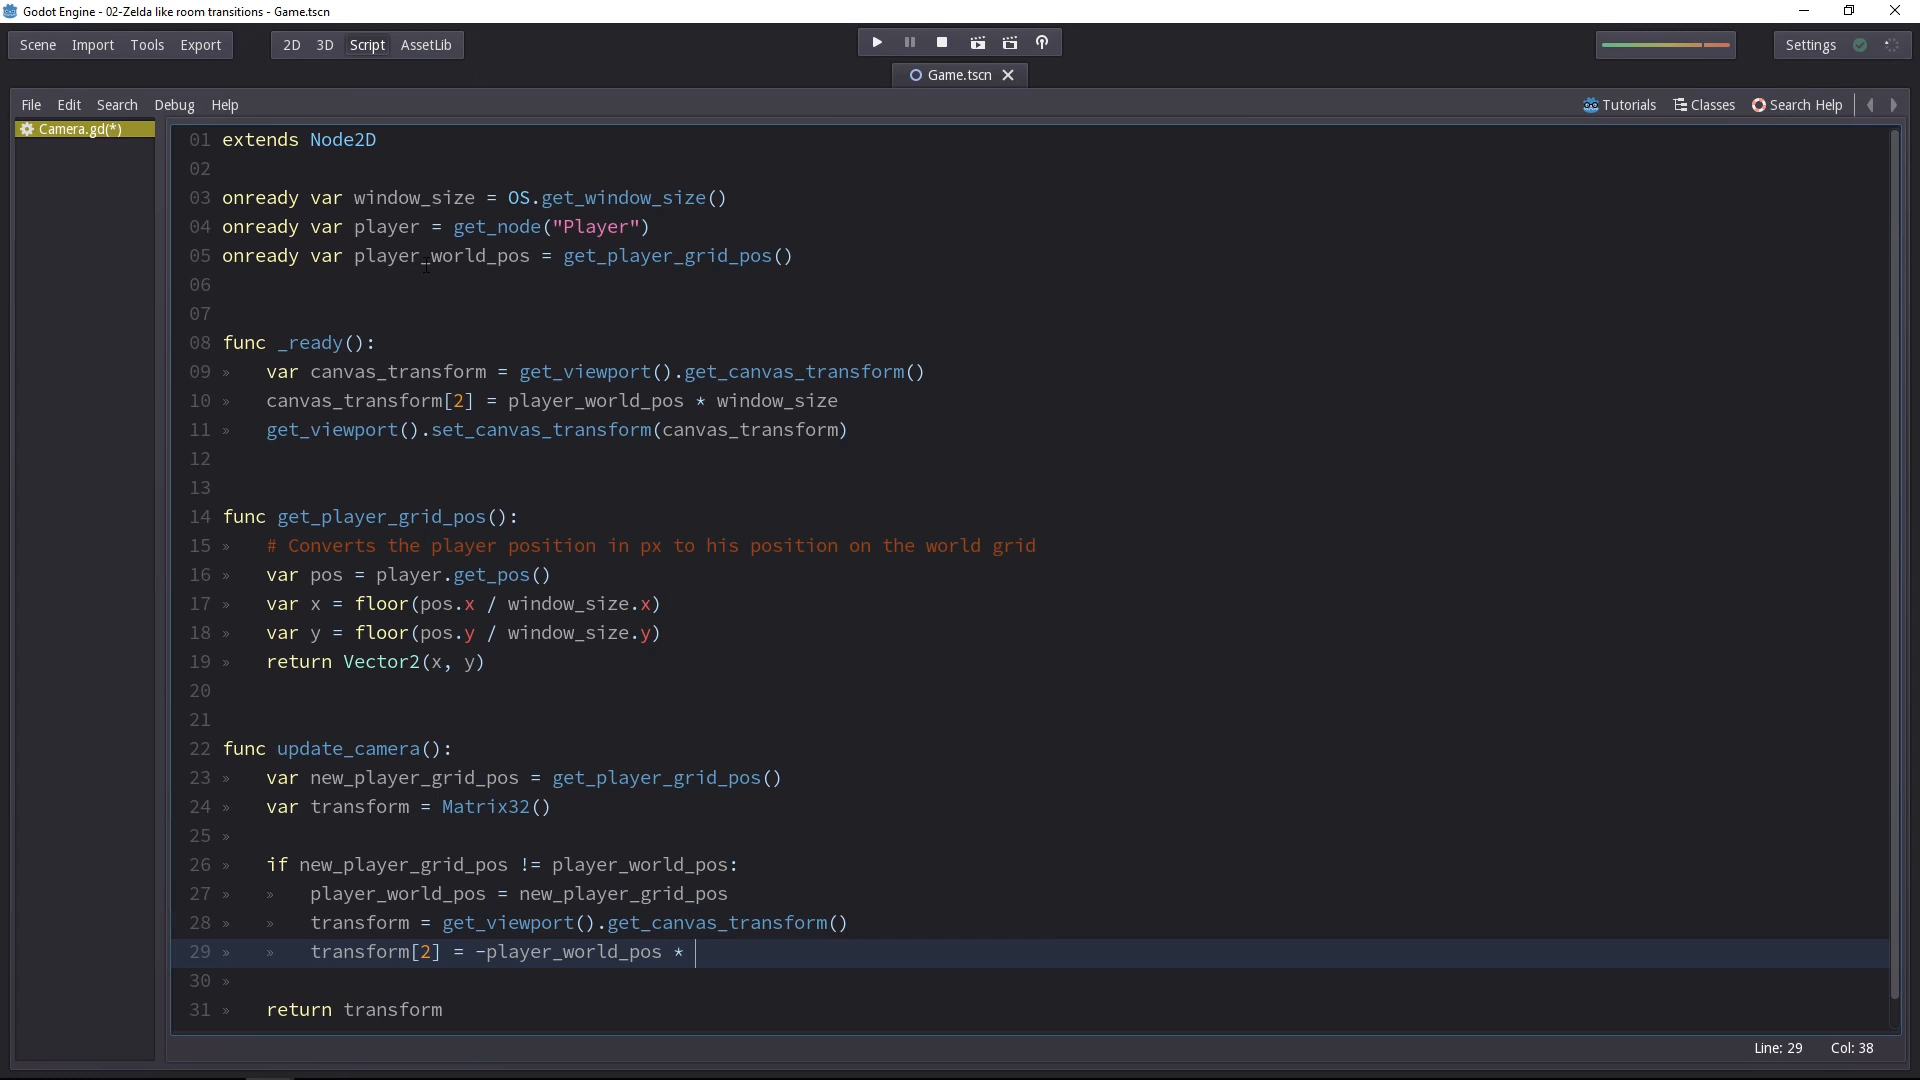 Godot Engine - 02-Zelda like room transitions - Game.tscn
Scene Import Tools Export 2D 3D Script AssetLib Settings
Game.tscn
File Edit Search Debug Help Tutorials Classes Search Help
Camera.gd(*)
01 extends Node2D
02
03 onready var window_size = OS.get_window_size()
04 onready var player = get_node("Player")
05 onready var player_world_pos = get_player_grid_pos()
06
07
08 func _ready():
09 » var canvas_transform = get_viewport().get_canvas_transform()
10 » canvas_transform[2] = player_world_pos * window_size
11 » get_viewport().set_canvas_transform(canvas_transform)
12
13
14 func get_player_grid_pos():
15 » # Converts the player position in px to his position on the world grid
16 » var pos = player.get_pos()
17 » var x = floor(pos.x / window_size.x)
18 » var y = floor(pos.y / window_size.y)
19 » return Vector2(x, y)
20
21
22 func update_camera():
23 » var new_player_grid_pos = get_player_grid_pos()
24 » var transform = Matrix32()
25 »
26 » if new_player_grid_pos != player_world_pos:
27 » » player_world_pos = new_player_grid_pos
28 » » transform = get_viewport().get_canvas_transform()
29 » » transform[2] = -player_world_pos *
30 »
31 » return transform
Line: 29 Col: 38